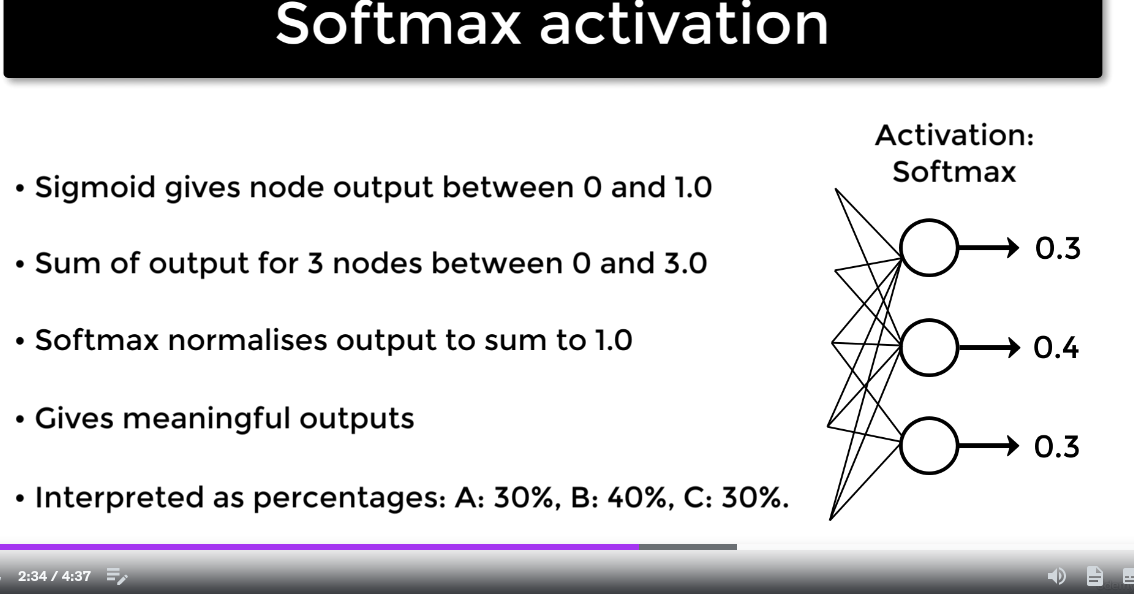 Softmax activation
Activation:
Softmax
• Sigmoid gives node output between 0 and 1.0
• Sum of output for 3 nodes between 0 and 3.0
• Softmax normalises output to sum to 1.0
• Gives meaningful outputs
• Interpreted as percentages: A: 30%, B: 40%, C: 30%.
0.3
0.4
0.3
2:34 / 4:37